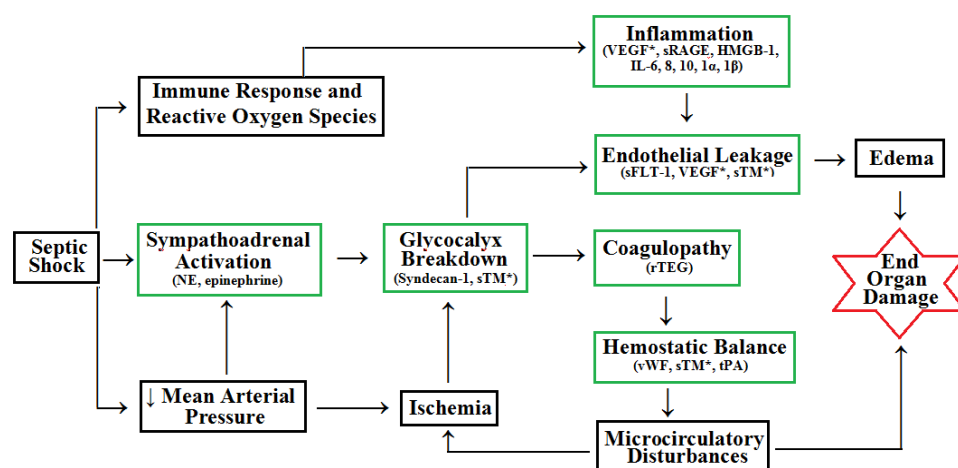 Inflammation
(VEGF*, sRAGE, HMGB-1,
IL-6, 8, 10, 1α, 1β)
Immune Response and
Reactive Oxygen Species
Endothelial Leakage
(sFLT-1, VEGF*, sTM*)
Edema
Septic
Shock
Sympathoadrenal
Activation
(NE, epinephrine)
Glycocalyx
Breakdown
(Syndecan-1, sTM*)
Coagulopathy
(rTEG)
End
Organ
Damage
Hemostatic Balance
(vWF, sTM*, tPA)
↓ Mean Arterial
Pressure
Ischemia
Microcirculatory
Disturbances